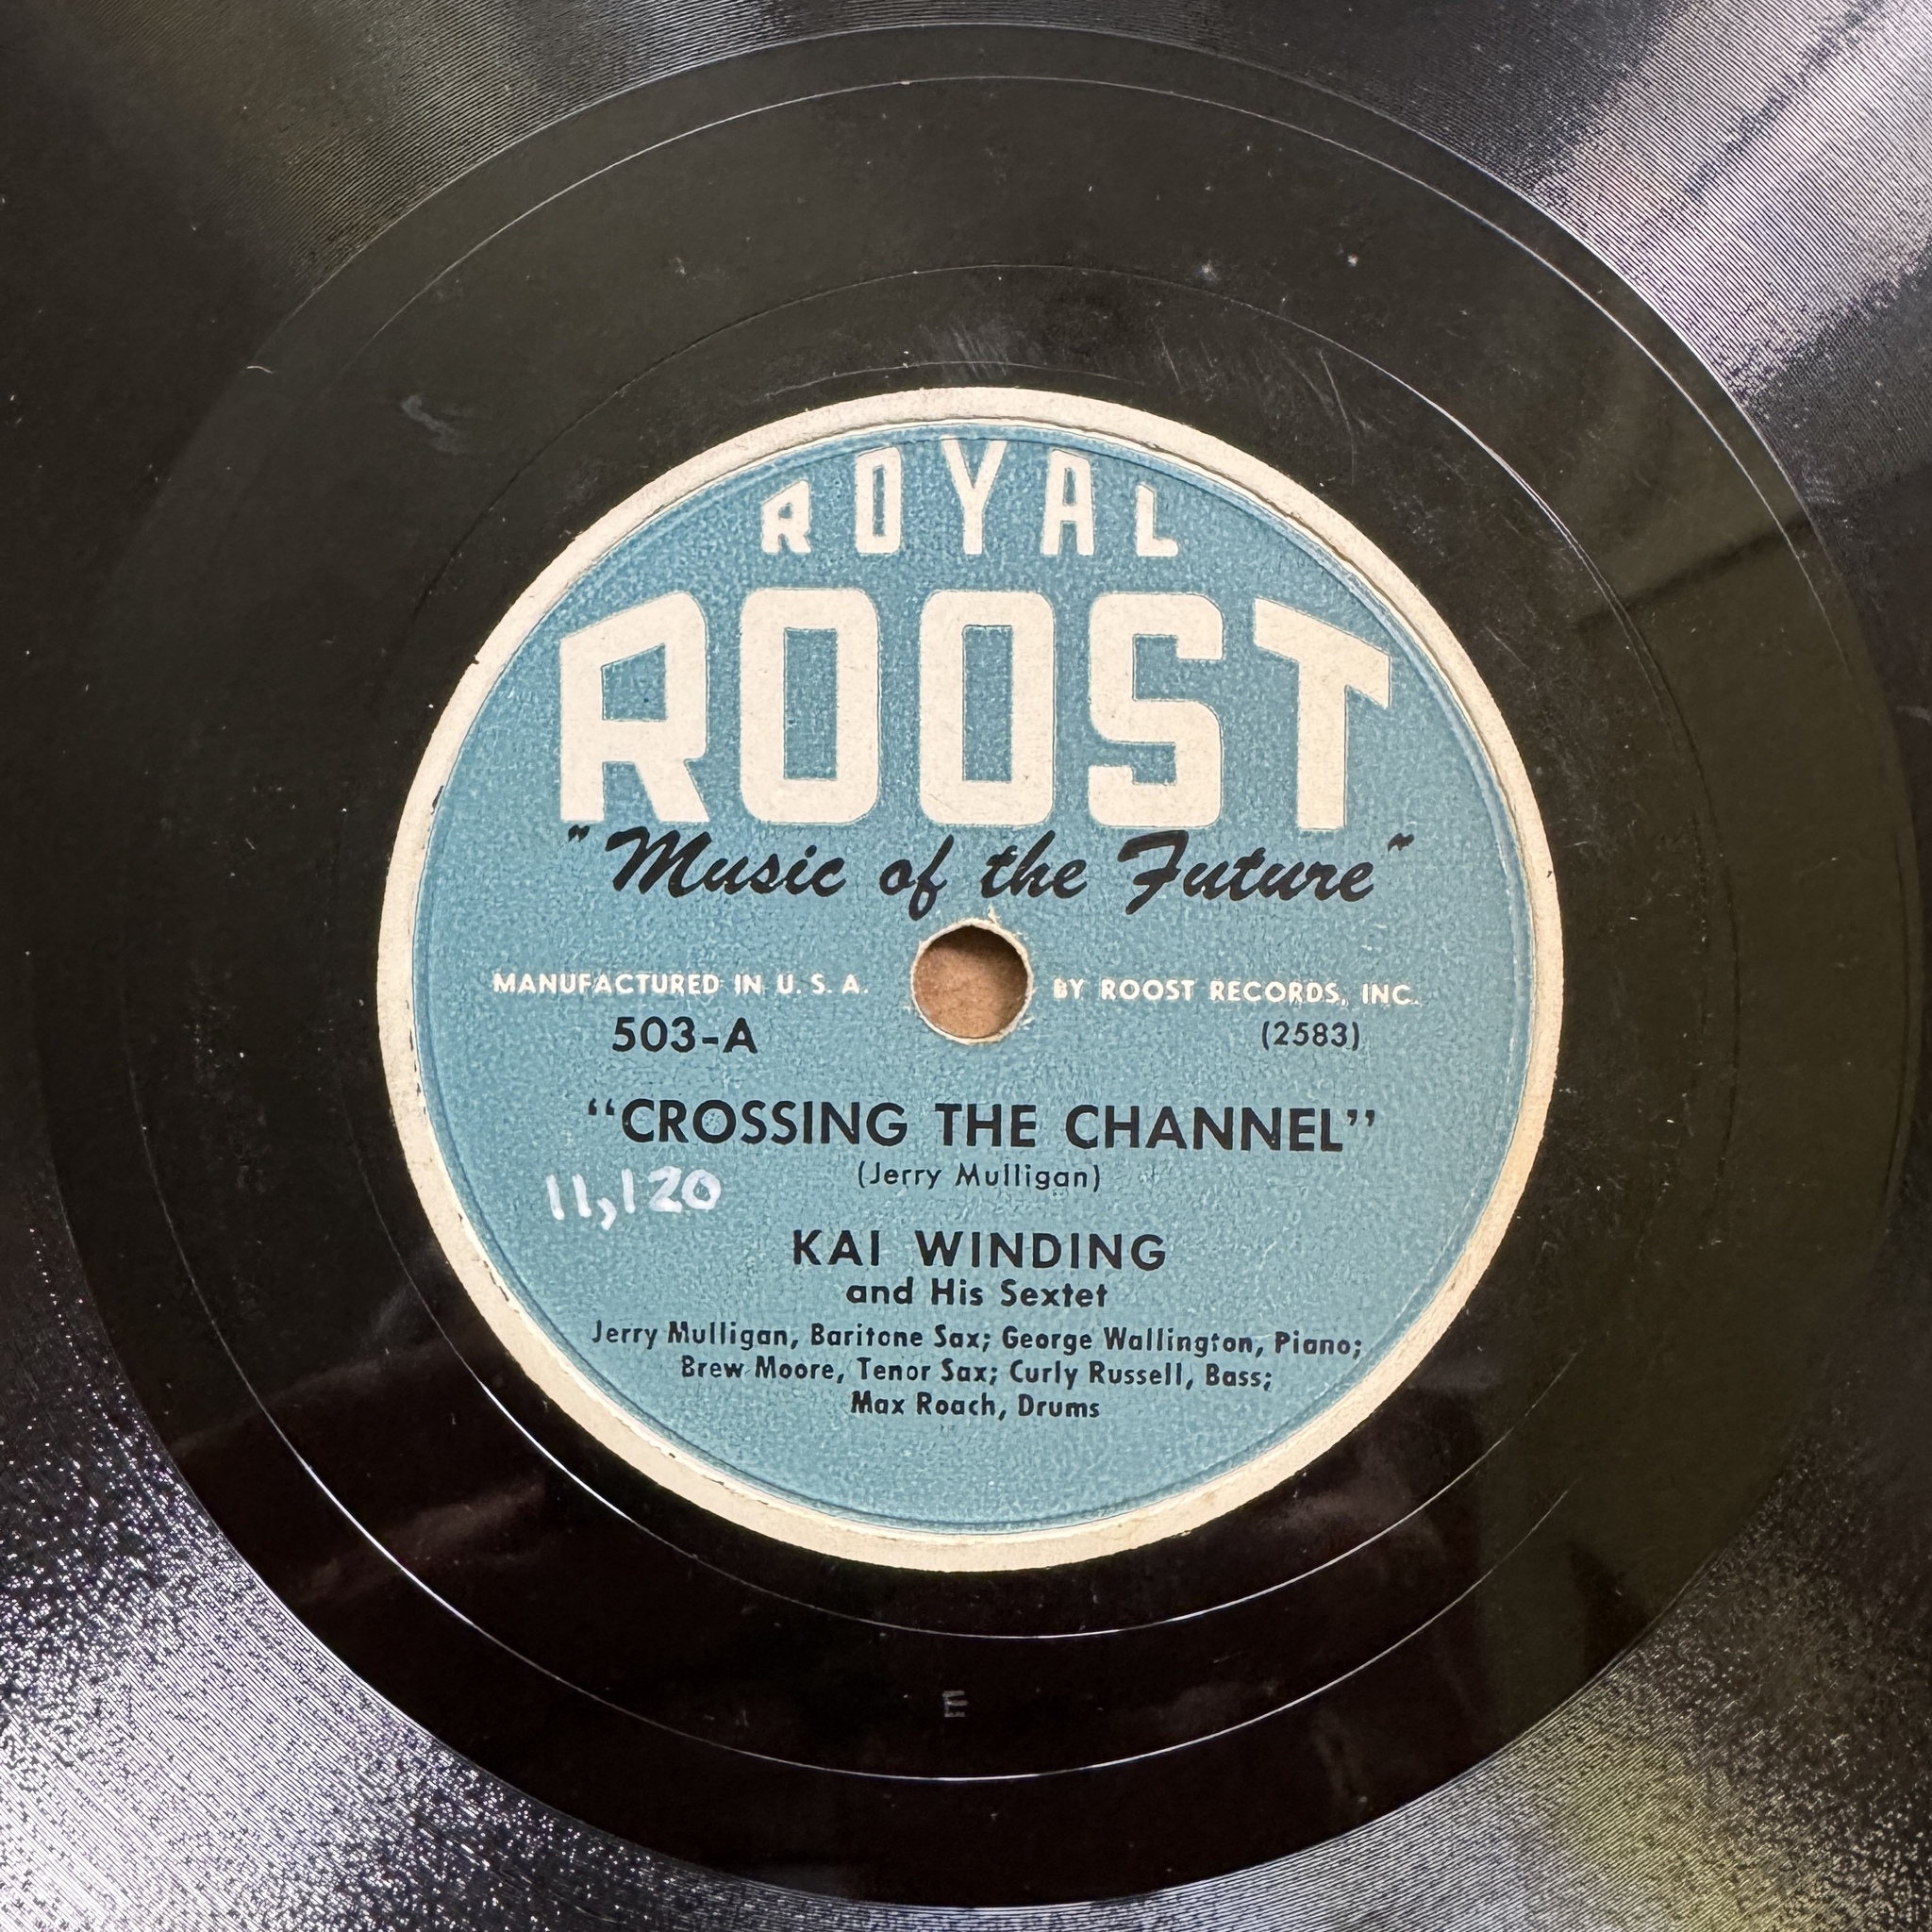 ROYAL
ROOST
"Music of the Future"
MANUFACTURED IN U. S. A. BY ROOST RECORDS, INC.
503-A (2583)
“CROSSING THE CHANNEL”
(Jerry Mulligan)
11,120
KAI WINDING
and His Sextet
Jerry Mulligan, Baritone Sax; George Wallington, Piano;
Brew Moore, Tenor Sax; Curly Russell, Bass;
Max Roach, Drums
E